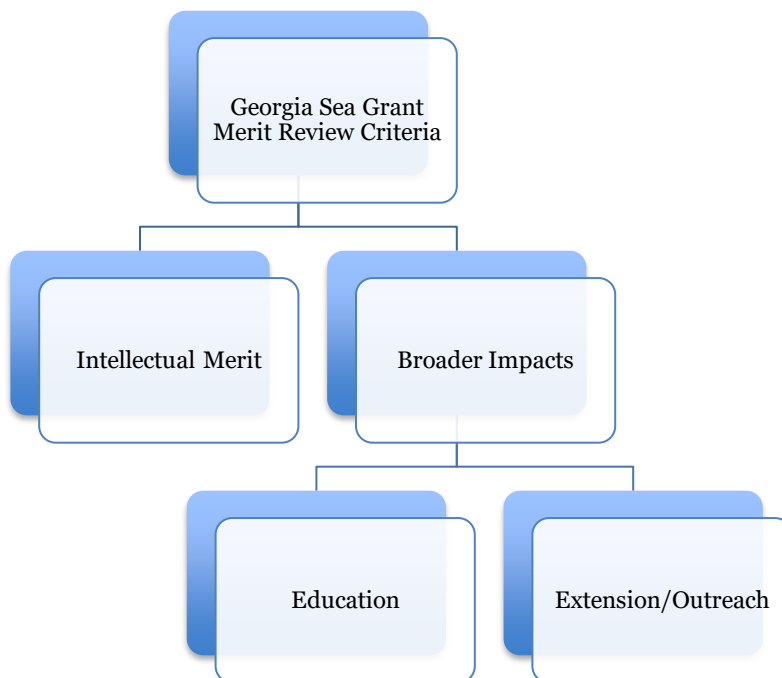 Georgia Sea Grant
Merit Review Criteria
Intellectual Merit
Broader Impacts
Education
Extension/Outreach